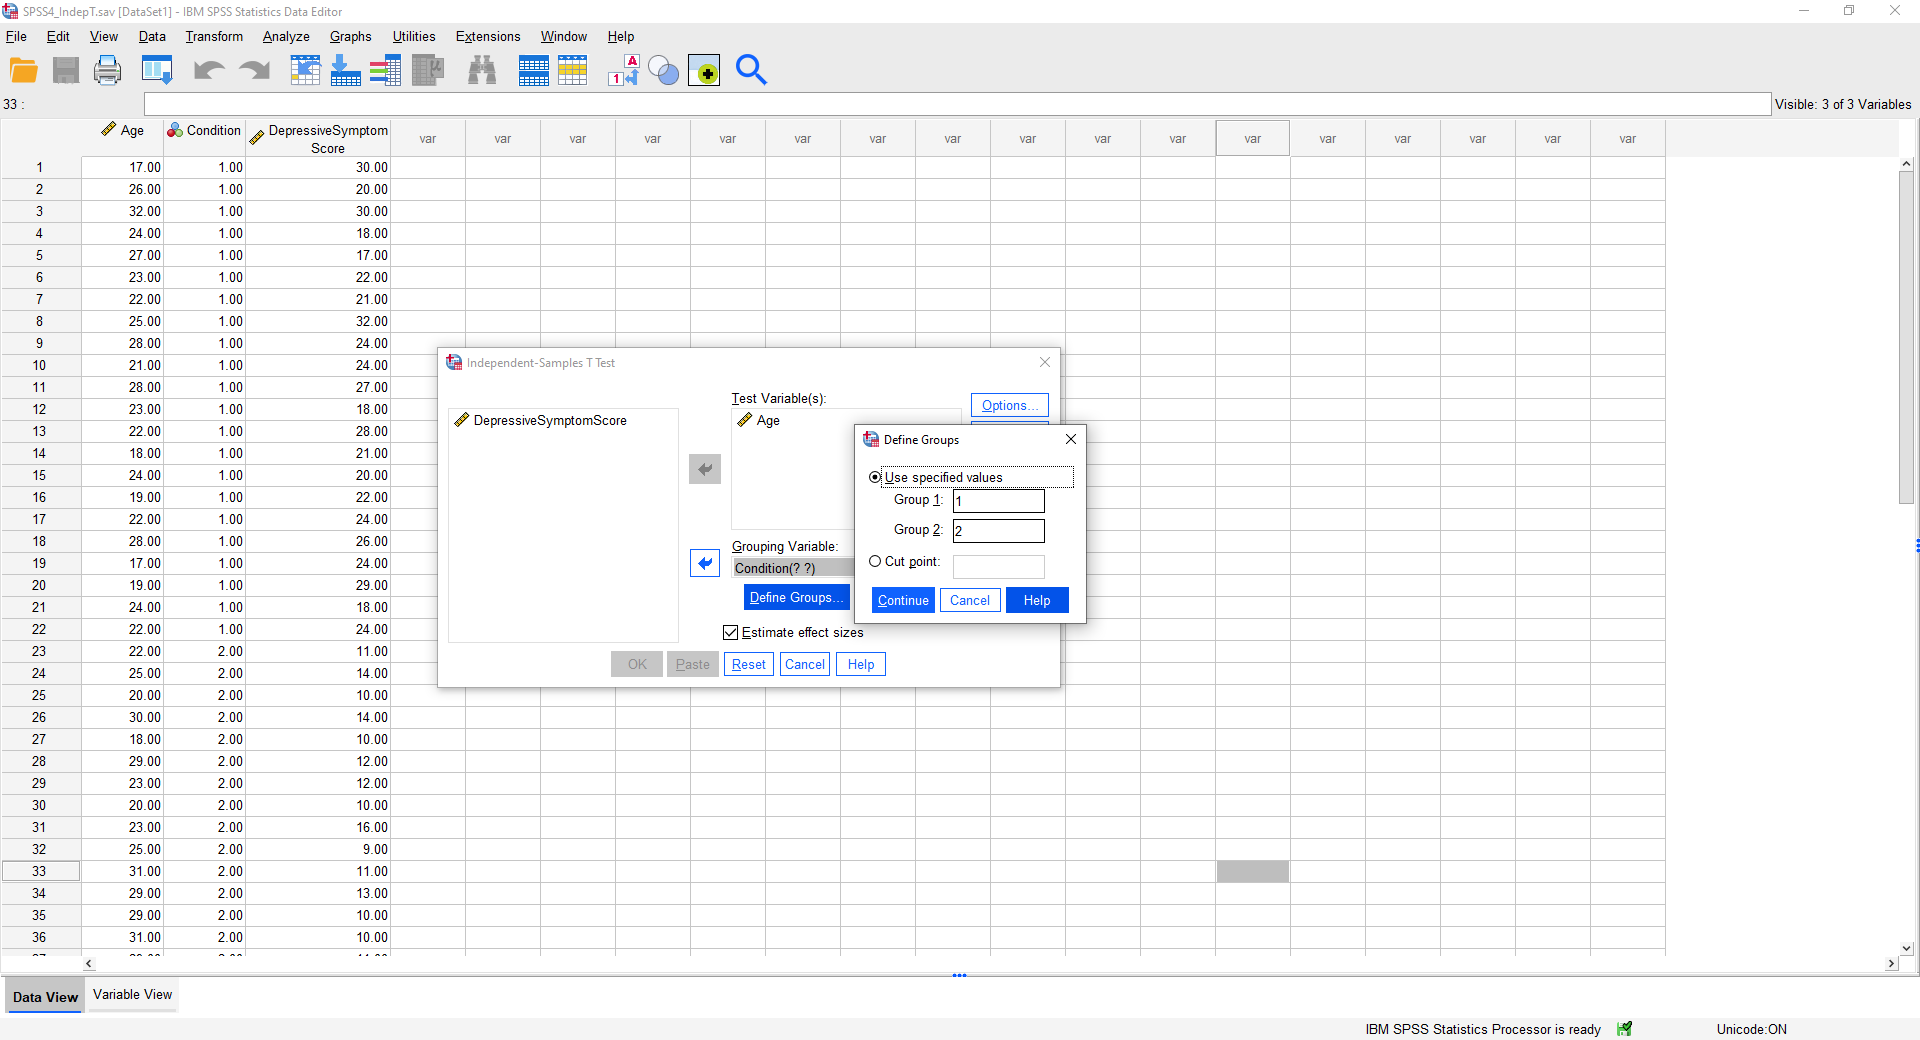 SPSS4_IndepT.sav [DataSet1] - IBM SPSS Statistics Data Editor
File Edit View Data Transform Analyze Graphs Utilities Extensions Window Help
33 : Visible: 3 of 3 Variables
Age Condition DepressiveSymptom
Score
var var var var var var var var var var var var var var var var var
1 17.00 1.00 30.00
2 26.00 1.00 20.00
3 32.00 1.00 30.00
4 24.00 1.00 18.00
5 27.00 1.00 17.00
6 23.00 1.00 22.00
7 22.00 1.00 21.00
8 25.00 1.00 32.00
9 28.00 1.00 24.00
10 21.00 1.00 24.00
11 28.00 1.00 27.00
12 23.00 1.00 18.00
13 22.00 1.00 28.00
14 18.00 1.00 21.00
15 24.00 1.00 20.00
16 19.00 1.00 22.00
17 22.00 1.00 24.00
18 28.00 1.00 26.00
19 17.00 1.00 24.00
20 19.00 1.00 29.00
21 24.00 1.00 18.00
22 22.00 1.00 24.00
23 22.00 2.00 11.00
24 25.00 2.00 14.00
25 20.00 2.00 10.00
26 30.00 2.00 14.00
27 18.00 2.00 10.00
28 29.00 2.00 12.00
29 23.00 2.00 12.00
30 20.00 2.00 10.00
31 23.00 2.00 16.00
32 25.00 2.00 9.00
33 31.00 2.00 11.00
34 29.00 2.00 13.00
35 29.00 2.00 10.00
36 31.00 2.00 10.00
Independent-Samples T Test
DepressiveSymptomScore
Test Variable(s):
Age
Options...
Grouping Variable:
Condition(? ?)
Define Groups...
Estimate effect sizes
OK Paste Reset Cancel Help
Define Groups
Use specified values
Group 1: 1
Group 2: 2
Cut point:
Continue Cancel Help
Data View Variable View
IBM SPSS Statistics Processor is ready Unicode:ON